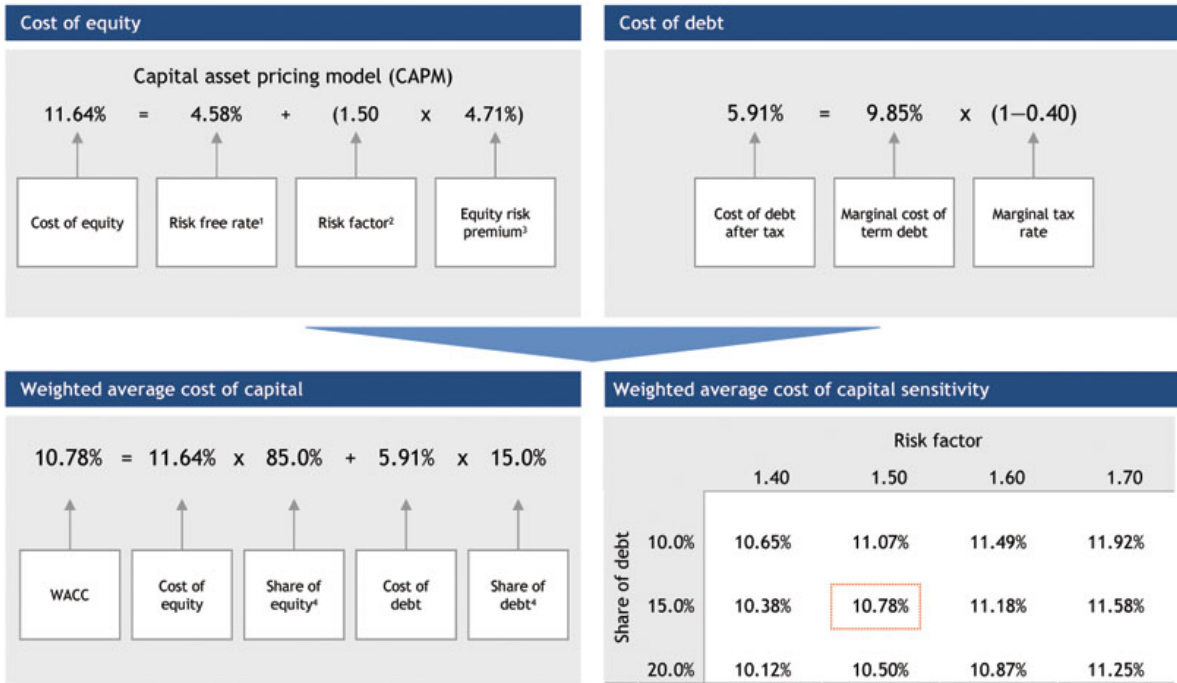 Cost of equity
Capital asset pricing model (CAPM)
11.64% = 4.58% + (1.50 x 4.71%)
Cost of equity
Risk free rate¹
Risk factor²
Equity risk
premium³
Cost of debt
5.91% = 9.85% x (1—0.40)
Cost of debt
after tax
Marginal cost of
term debt
Marginal tax
rate
Weighted average cost of capital
10.78% = 11.64% x 85.0% + 5.91% x 15.0%
WACC
Cost of
equity
Share of
equity⁴
Cost of
debt
Share of
debt⁴
Weighted average cost of capital sensitivity
Risk factor
1.40 1.50 1.60 1.70
Share of debt
10.0% 10.65% 11.07% 11.49% 11.92%
15.0% 10.38% 10.78% 11.18% 11.58%
20.0% 10.12% 10.50% 10.87% 11.25%